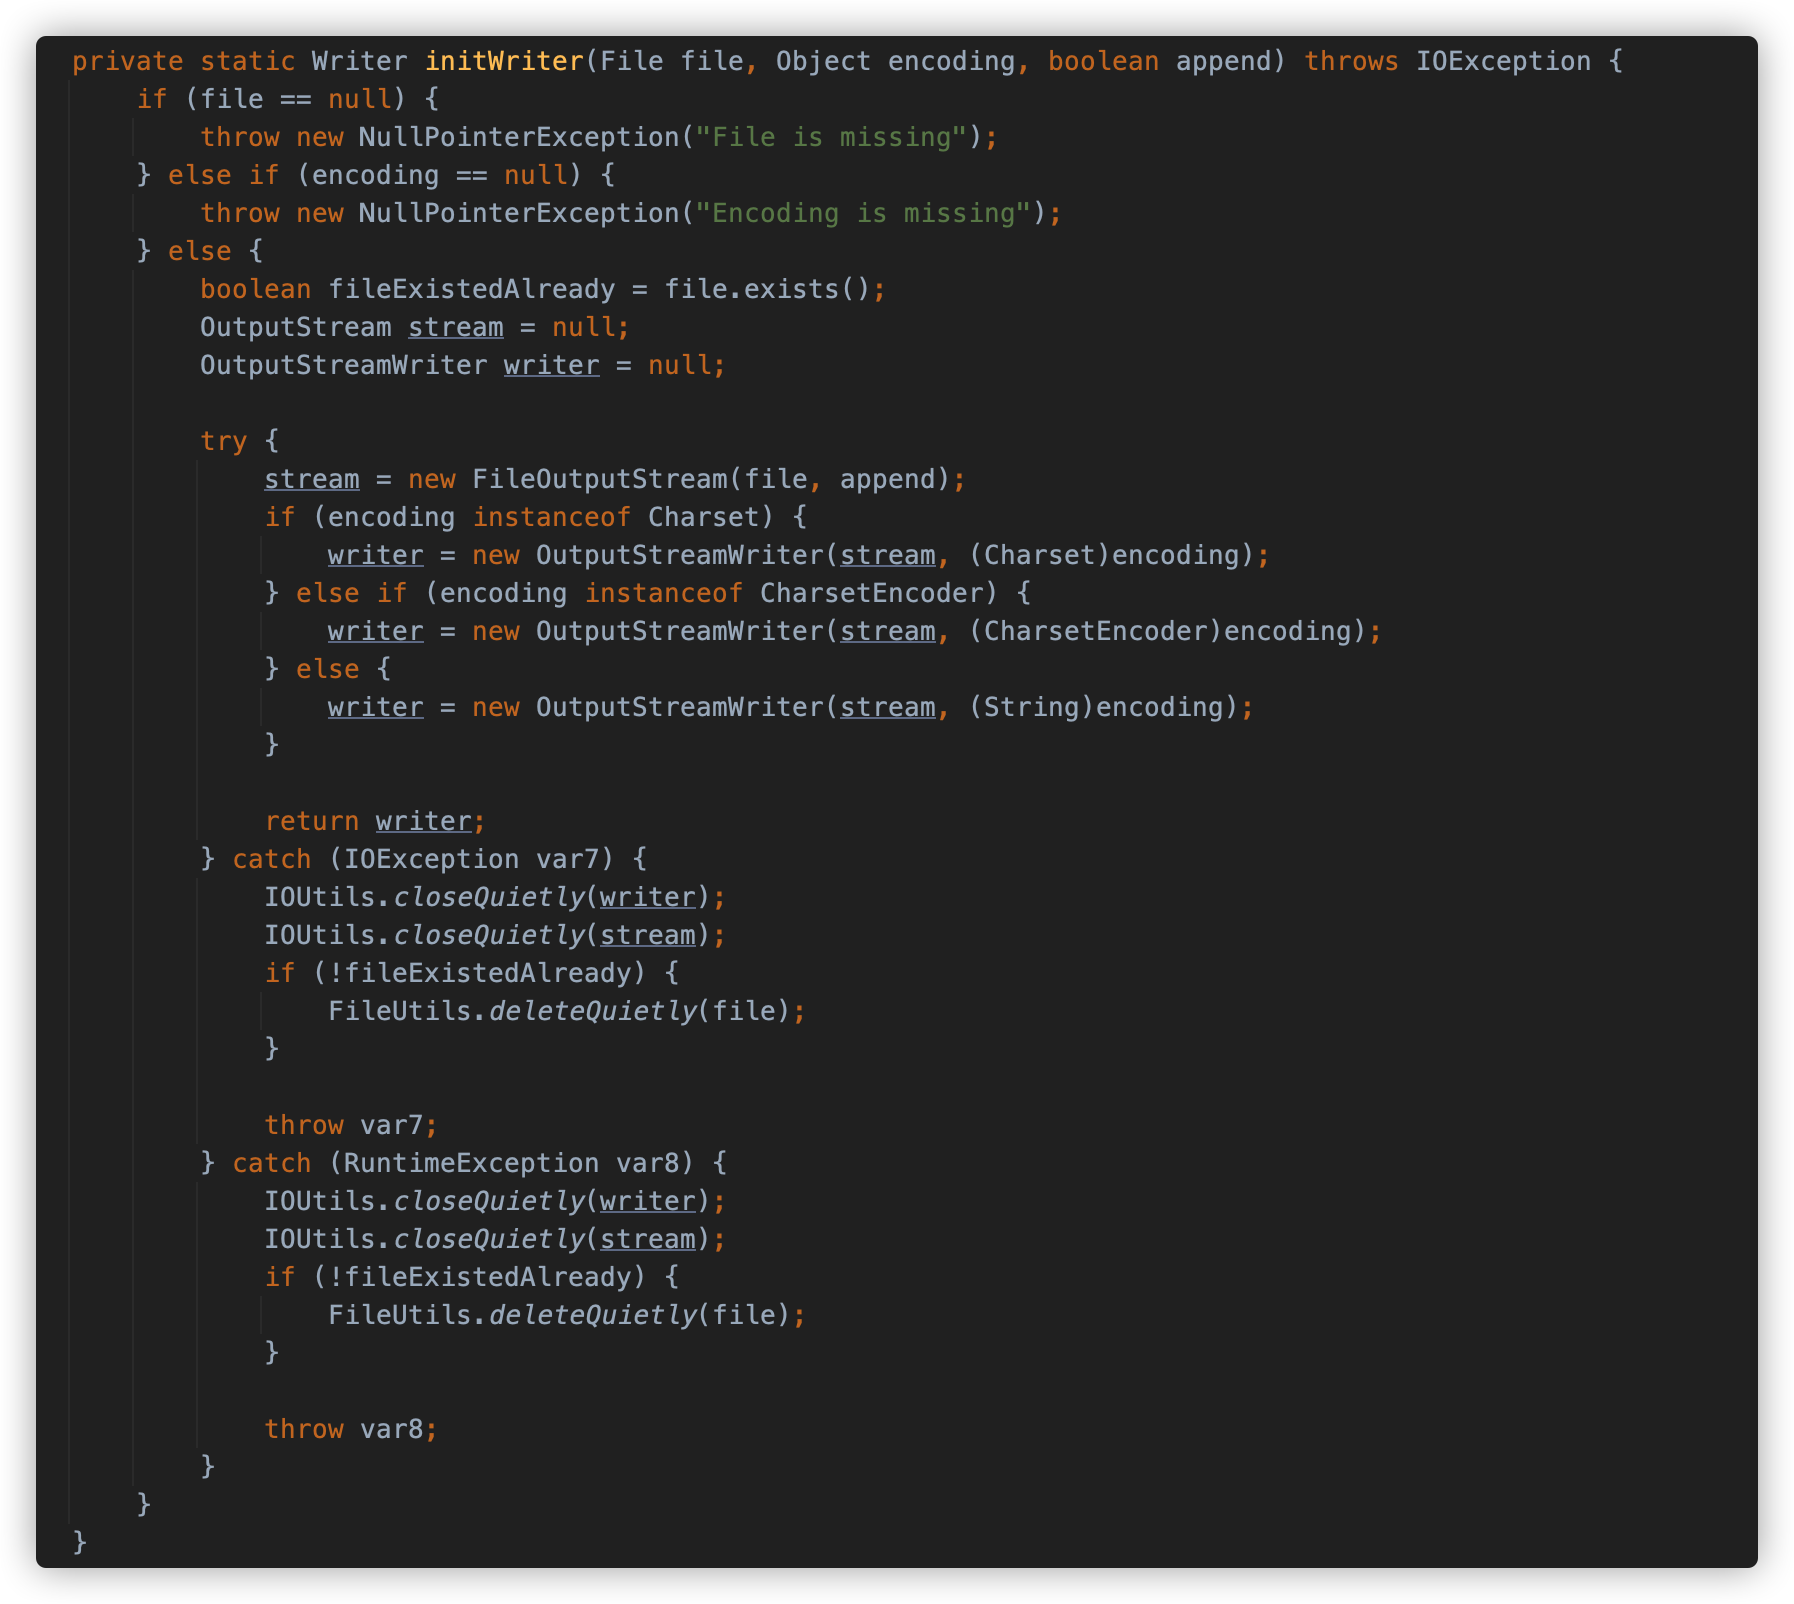 private static Writer initWriter(File file, Object encoding, boolean append) throws IOException {
    if (file == null) {
        throw new NullPointerException("File is missing");
    } else if (encoding == null) {
        throw new NullPointerException("Encoding is missing");
    } else {
        boolean fileExistedAlready = file.exists();
        OutputStream stream = null;
        OutputStreamWriter writer = null;

        try {
            stream = new FileOutputStream(file, append);
            if (encoding instanceof Charset) {
                writer = new OutputStreamWriter(stream, (Charset)encoding);
            } else if (encoding instanceof CharsetEncoder) {
                writer = new OutputStreamWriter(stream, (CharsetEncoder)encoding);
            } else {
                writer = new OutputStreamWriter(stream, (String)encoding);
            }

            return writer;
        } catch (IOException var7) {
            IOUtils.closeQuietly(writer);
            IOUtils.closeQuietly(stream);
            if (!fileExistedAlready) {
                FileUtils.deleteQuietly(file);
            }

            throw var7;
        } catch (RuntimeException var8) {
            IOUtils.closeQuietly(writer);
            IOUtils.closeQuietly(stream);
            if (!fileExistedAlready) {
                FileUtils.deleteQuietly(file);
            }

            throw var8;
        }
    }
}